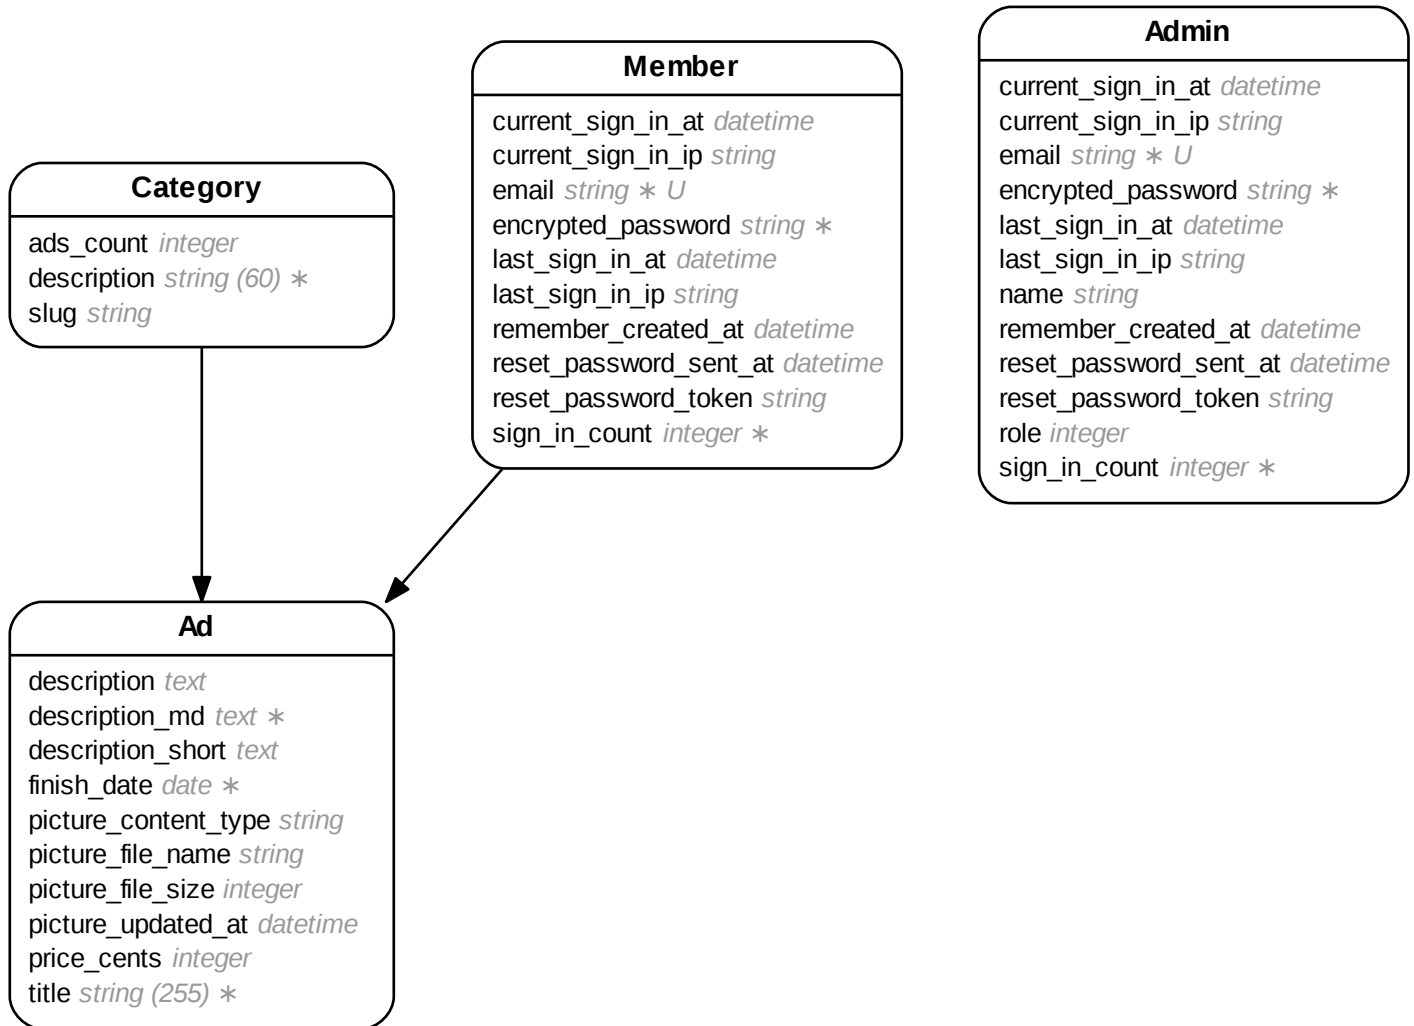 Category
ads_count integer
description string (60) ∗
slug string
Member
current_sign_in_at datetime
current_sign_in_ip string
email string ∗ U
encrypted_password string ∗
last_sign_in_at datetime
last_sign_in_ip string
remember_created_at datetime
reset_password_sent_at datetime
reset_password_token string
sign_in_count integer ∗
Admin
current_sign_in_at datetime
current_sign_in_ip string
email string ∗ U
encrypted_password string ∗
last_sign_in_at datetime
last_sign_in_ip string
name string
remember_created_at datetime
reset_password_sent_at datetime
reset_password_token string
role integer
sign_in_count integer ∗
Ad
description text
description_md text ∗
description_short text
finish_date date ∗
picture_content_type string
picture_file_name string
picture_file_size integer
picture_updated_at datetime
price_cents integer
title string (255) ∗